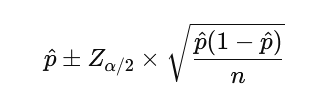 p̂ ± Z_{α/2} × √(p̂(1 − p̂)/n)